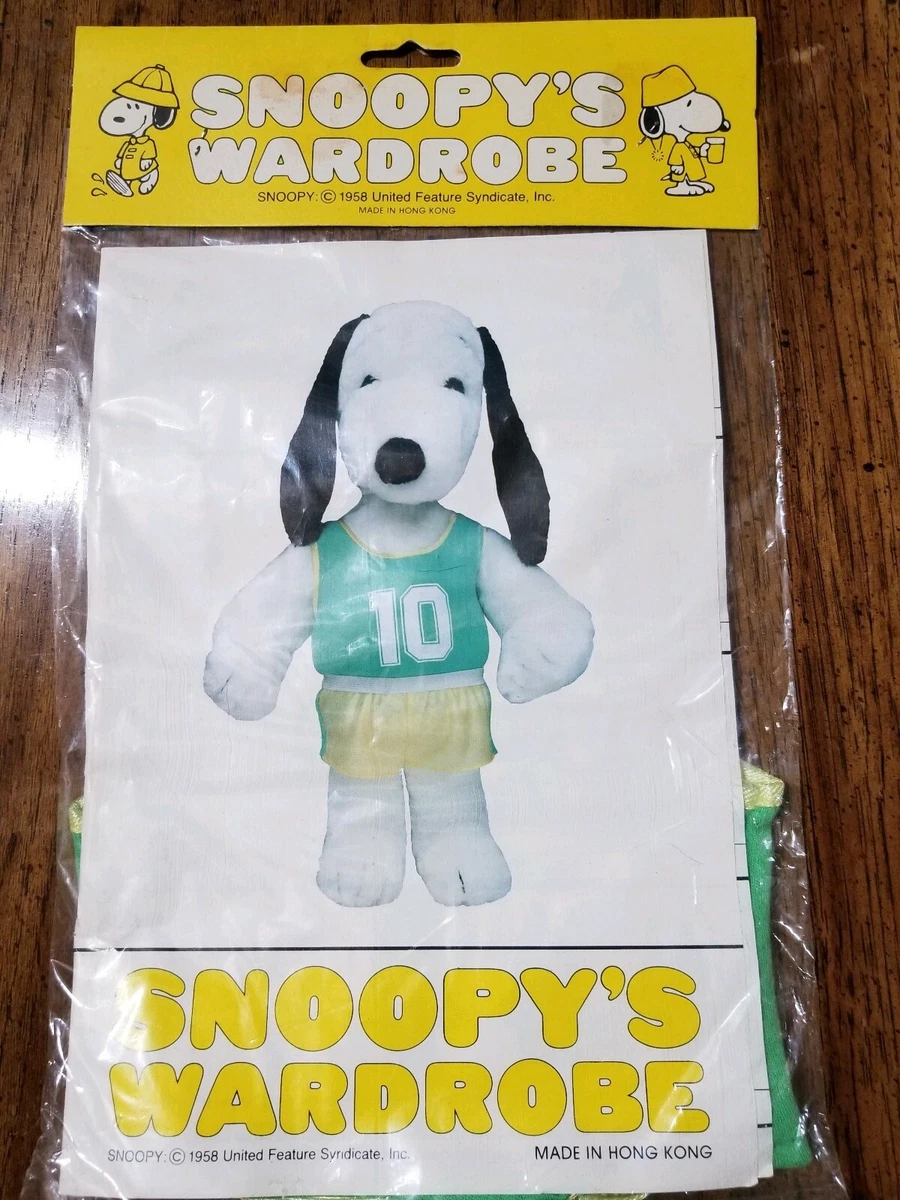 SNOOPY'S
WARDROBE
SNOOPY: © 1958 United Feature Syndicate, Inc.
MADE IN HONG KONG
10
SNOOPY'S
WARDROBE
SNOOPY: © 1958 United Feature Syndicate, Inc.
MADE IN HONG KONG